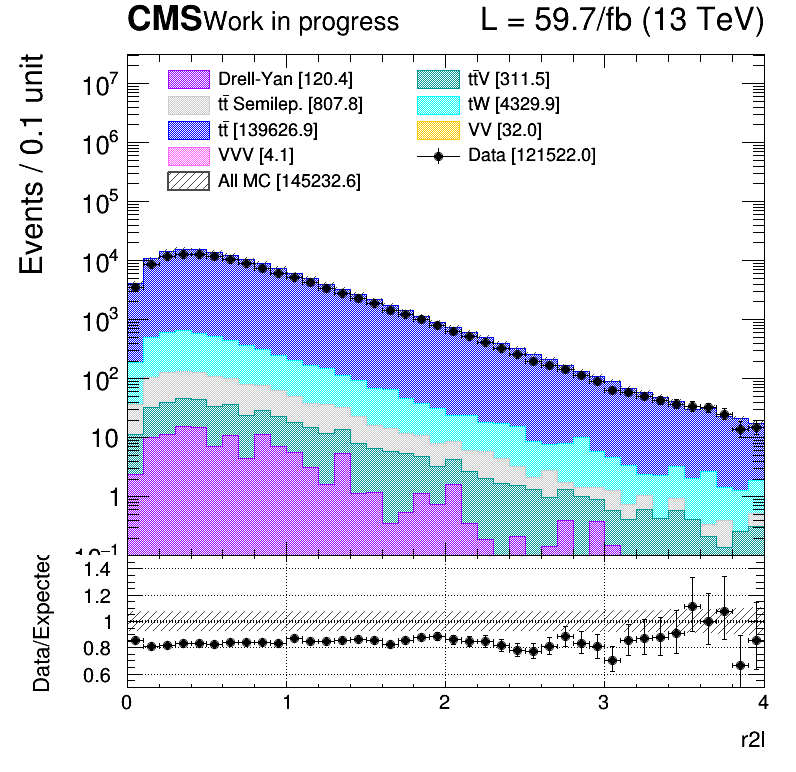 CMS Work in progress L = 59.7/fb (13 TeV)
Events / 0.1 unit
Drell-Yan [120.4] tt̄V [311.5]
tt̄ Semilep. [807.8] tW [4329.9]
tt̄ [139626.9] VV [32.0]
VVV [4.1] Data [121522.0]
All MC [145232.6]
10⁷
10⁶
10⁵
10⁴
10³
10²
10
1
10⁻¹
Data/Expected
1.4
1.2
1
0.8
0.6
0 1 2 3 4
r2l